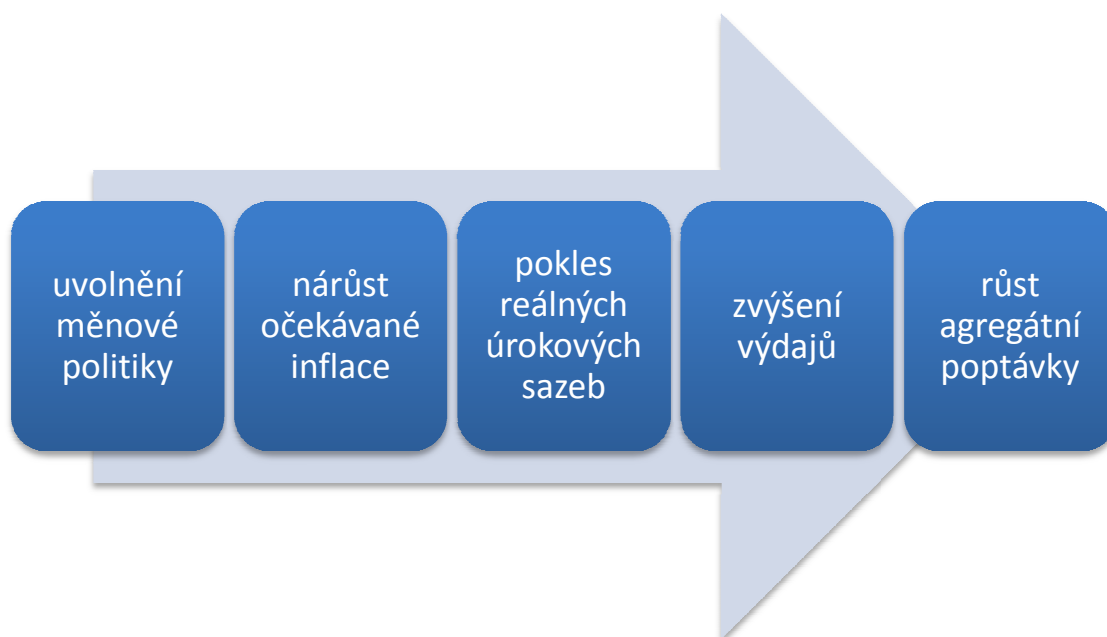 uvolnění
měnové
politiky
nárůst
očekávané
inflace
pokles
reálných
úrokových
sazeb
zvýšení
výdajů
růst
agregátní
poptávky